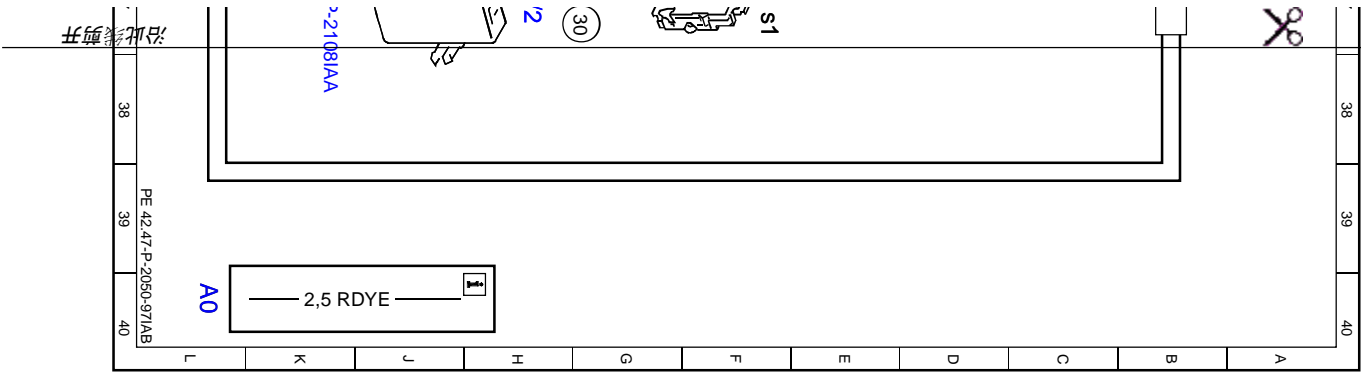 沿此线剪开
P-2108IAA
/2
30
s1
38
38
39
39
PE 42.47-P-2050-97IAB
A0
2,5 RDYE
i
40
40
L K J H G F E D C B A